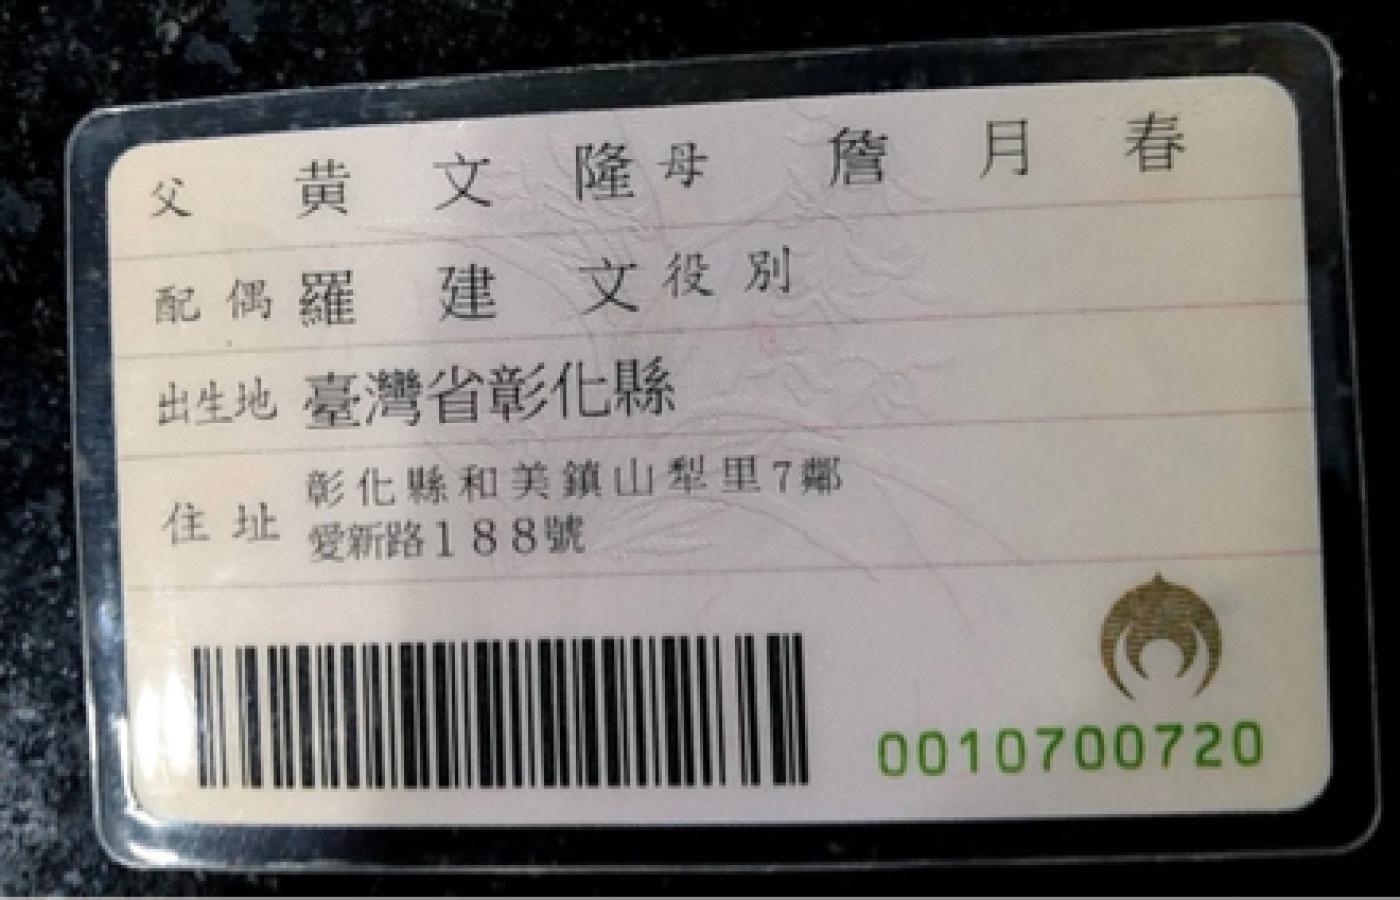 父 黄文隆 母 詹月春
配偶 羅建文 役別
出生地 臺灣省彰化縣
住址 彰化縣和美鎮山犁里7鄰
愛新路188號
0010700720